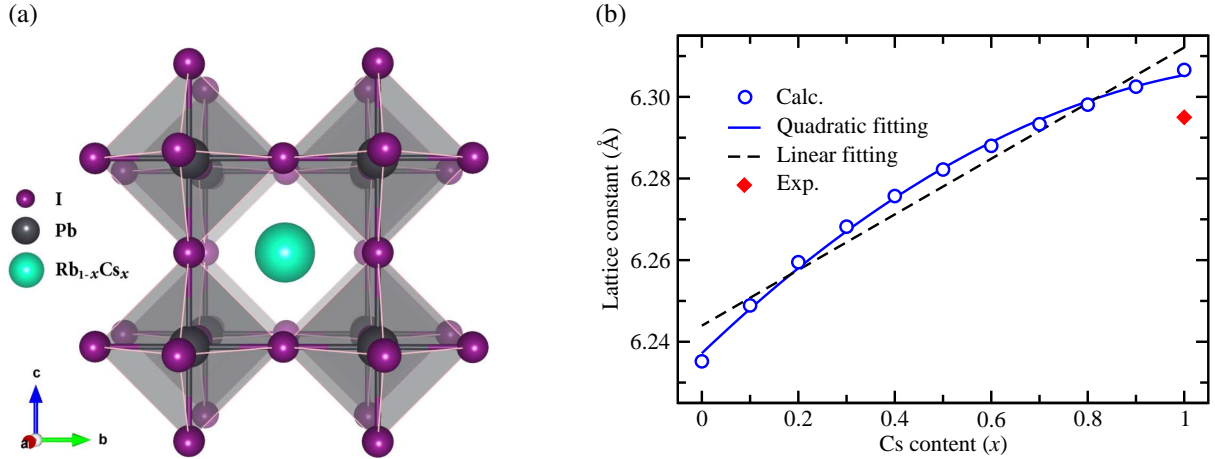 (a)
I
Pb
Rb1-xCsx
c
a
b
(b)
Lattice constant (Å)
6.30
6.28
6.26
6.24
Calc.
Quadratic fitting
Linear fitting
Exp.
0
0.2
0.4
0.6
0.8
1
Cs content (x)